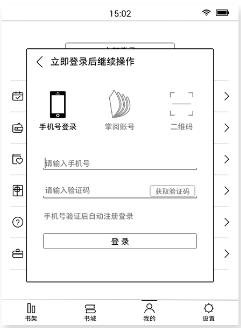 15:02
立即登录后继续操作
手机号登录
掌阅账号
二维码
请输入手机号
请输入验证码
获取验证码
手机号验证后自动注册登录
登 录
书架
书城
我的
设置